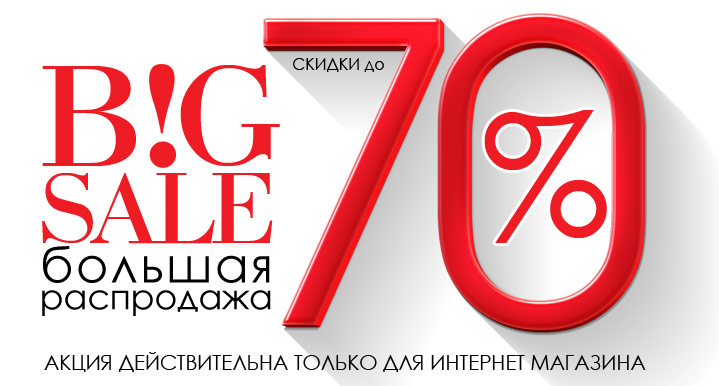 B!G
SALE
большая
распродажа
СКИДКИ до
70%
АКЦИЯ ДЕЙСТВИТЕЛЬНА ТОЛЬКО ДЛЯ ИНТЕРНЕТ МАГАЗИНА